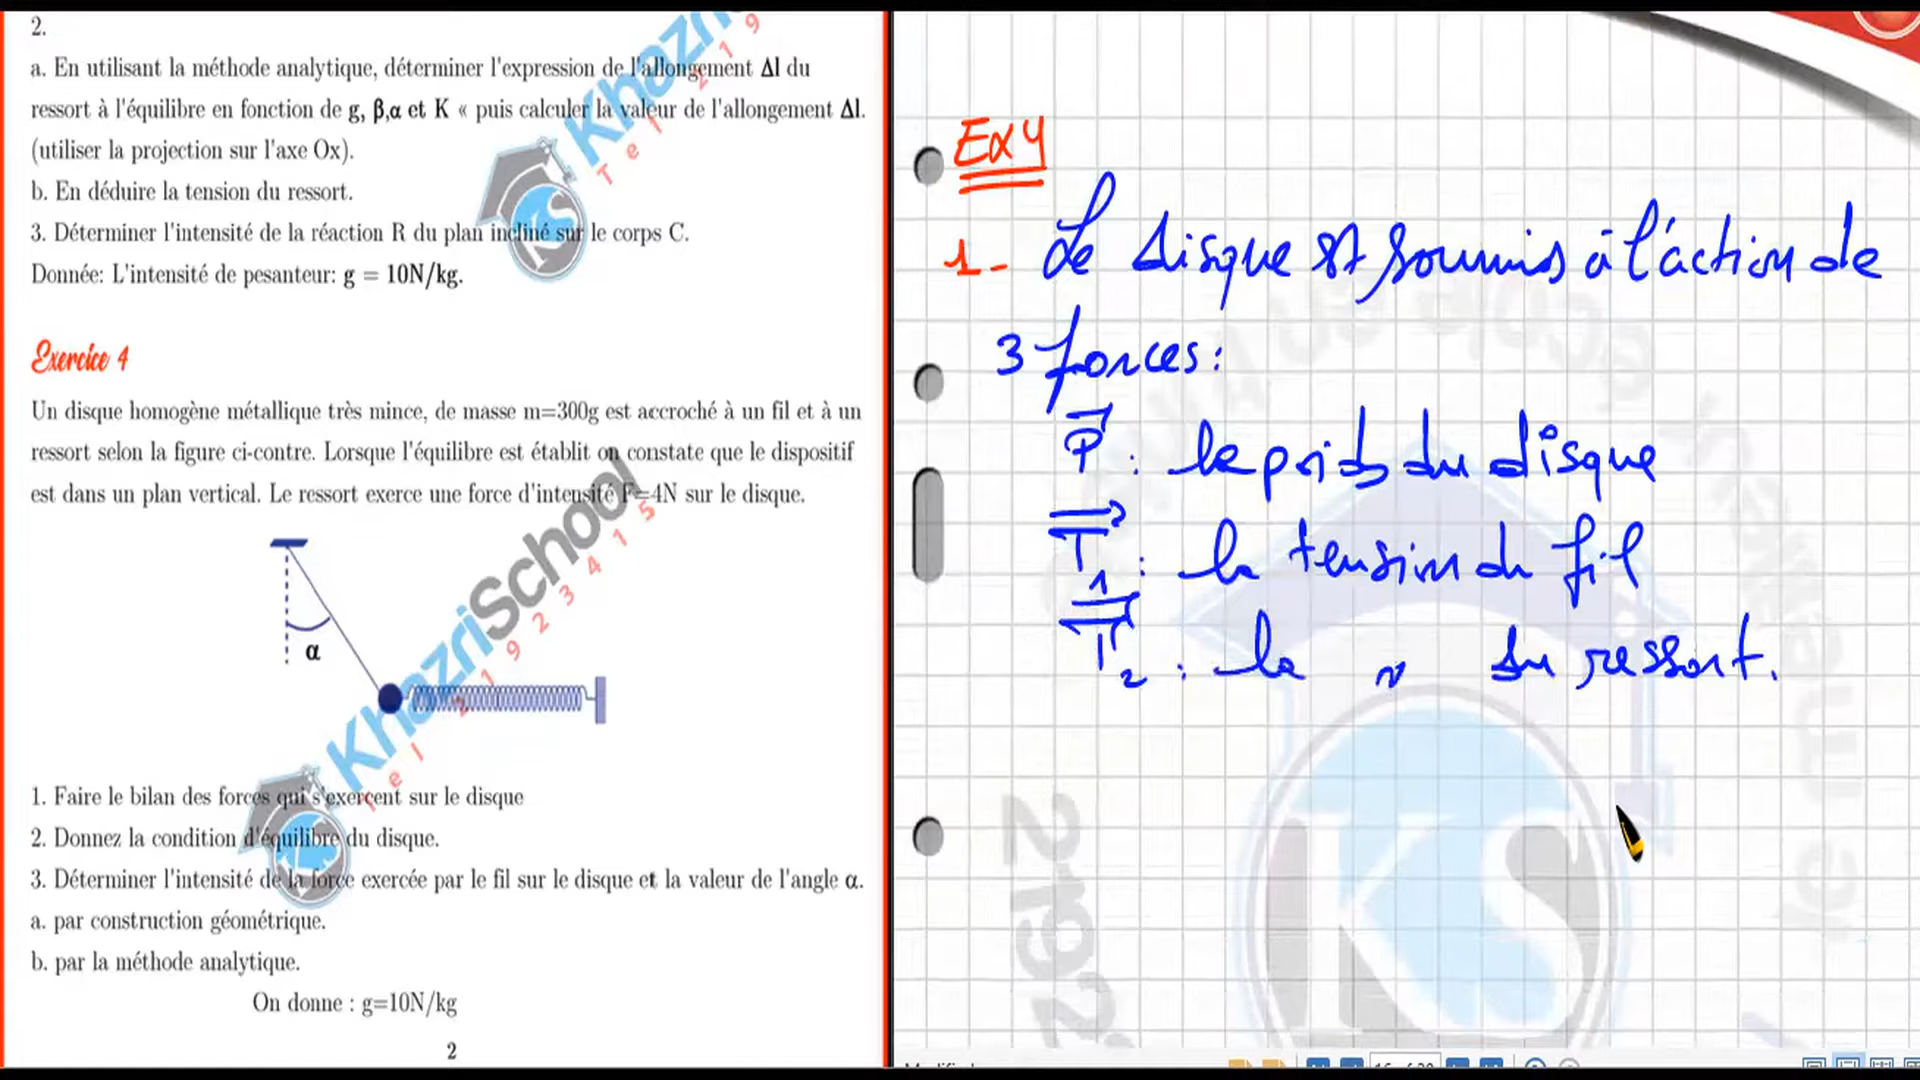 2.
a. En utilisant la méthode analytique, déterminer l'expression de l'allongement Δl du
ressort à l'équilibre en fonction de g, β,α et K « puis calculer la valeur de l'allongement Δl.
(utiliser la projection sur l'axe Ox).
b. En déduire la tension du ressort.
3. Déterminer l'intensité de la réaction R du plan incliné sur le corps C.
Donnée: L'intensité de pesanteur: g = 10N/kg.
Exercice 4
Un disque homogène métallique très mince, de masse m=300g est accroché à un fil et à un
ressort selon la figure ci-contre. Lorsque l'équilibre est établit on constate que le dispositif
est dans un plan vertical. Le ressort exerce une force d'intensité F=4N sur le disque.
α
1. Faire le bilan des forces qui s'exercent sur le disque
2. Donnez la condition d'équilibre du disque.
3. Déterminer l'intensité de la force exercée par le fil sur le disque et la valeur de l'angle α.
a. par construction géométrique.
b. par la méthode analytique.
On donne : g=10N/kg
2
KhazriSchool
KS
Ex 4
1- Le disque est soumis à l'action de
3 forces:
P : le poids du disque
T1 : la tension du fil
T2 : la " du ressort.
KS
2192